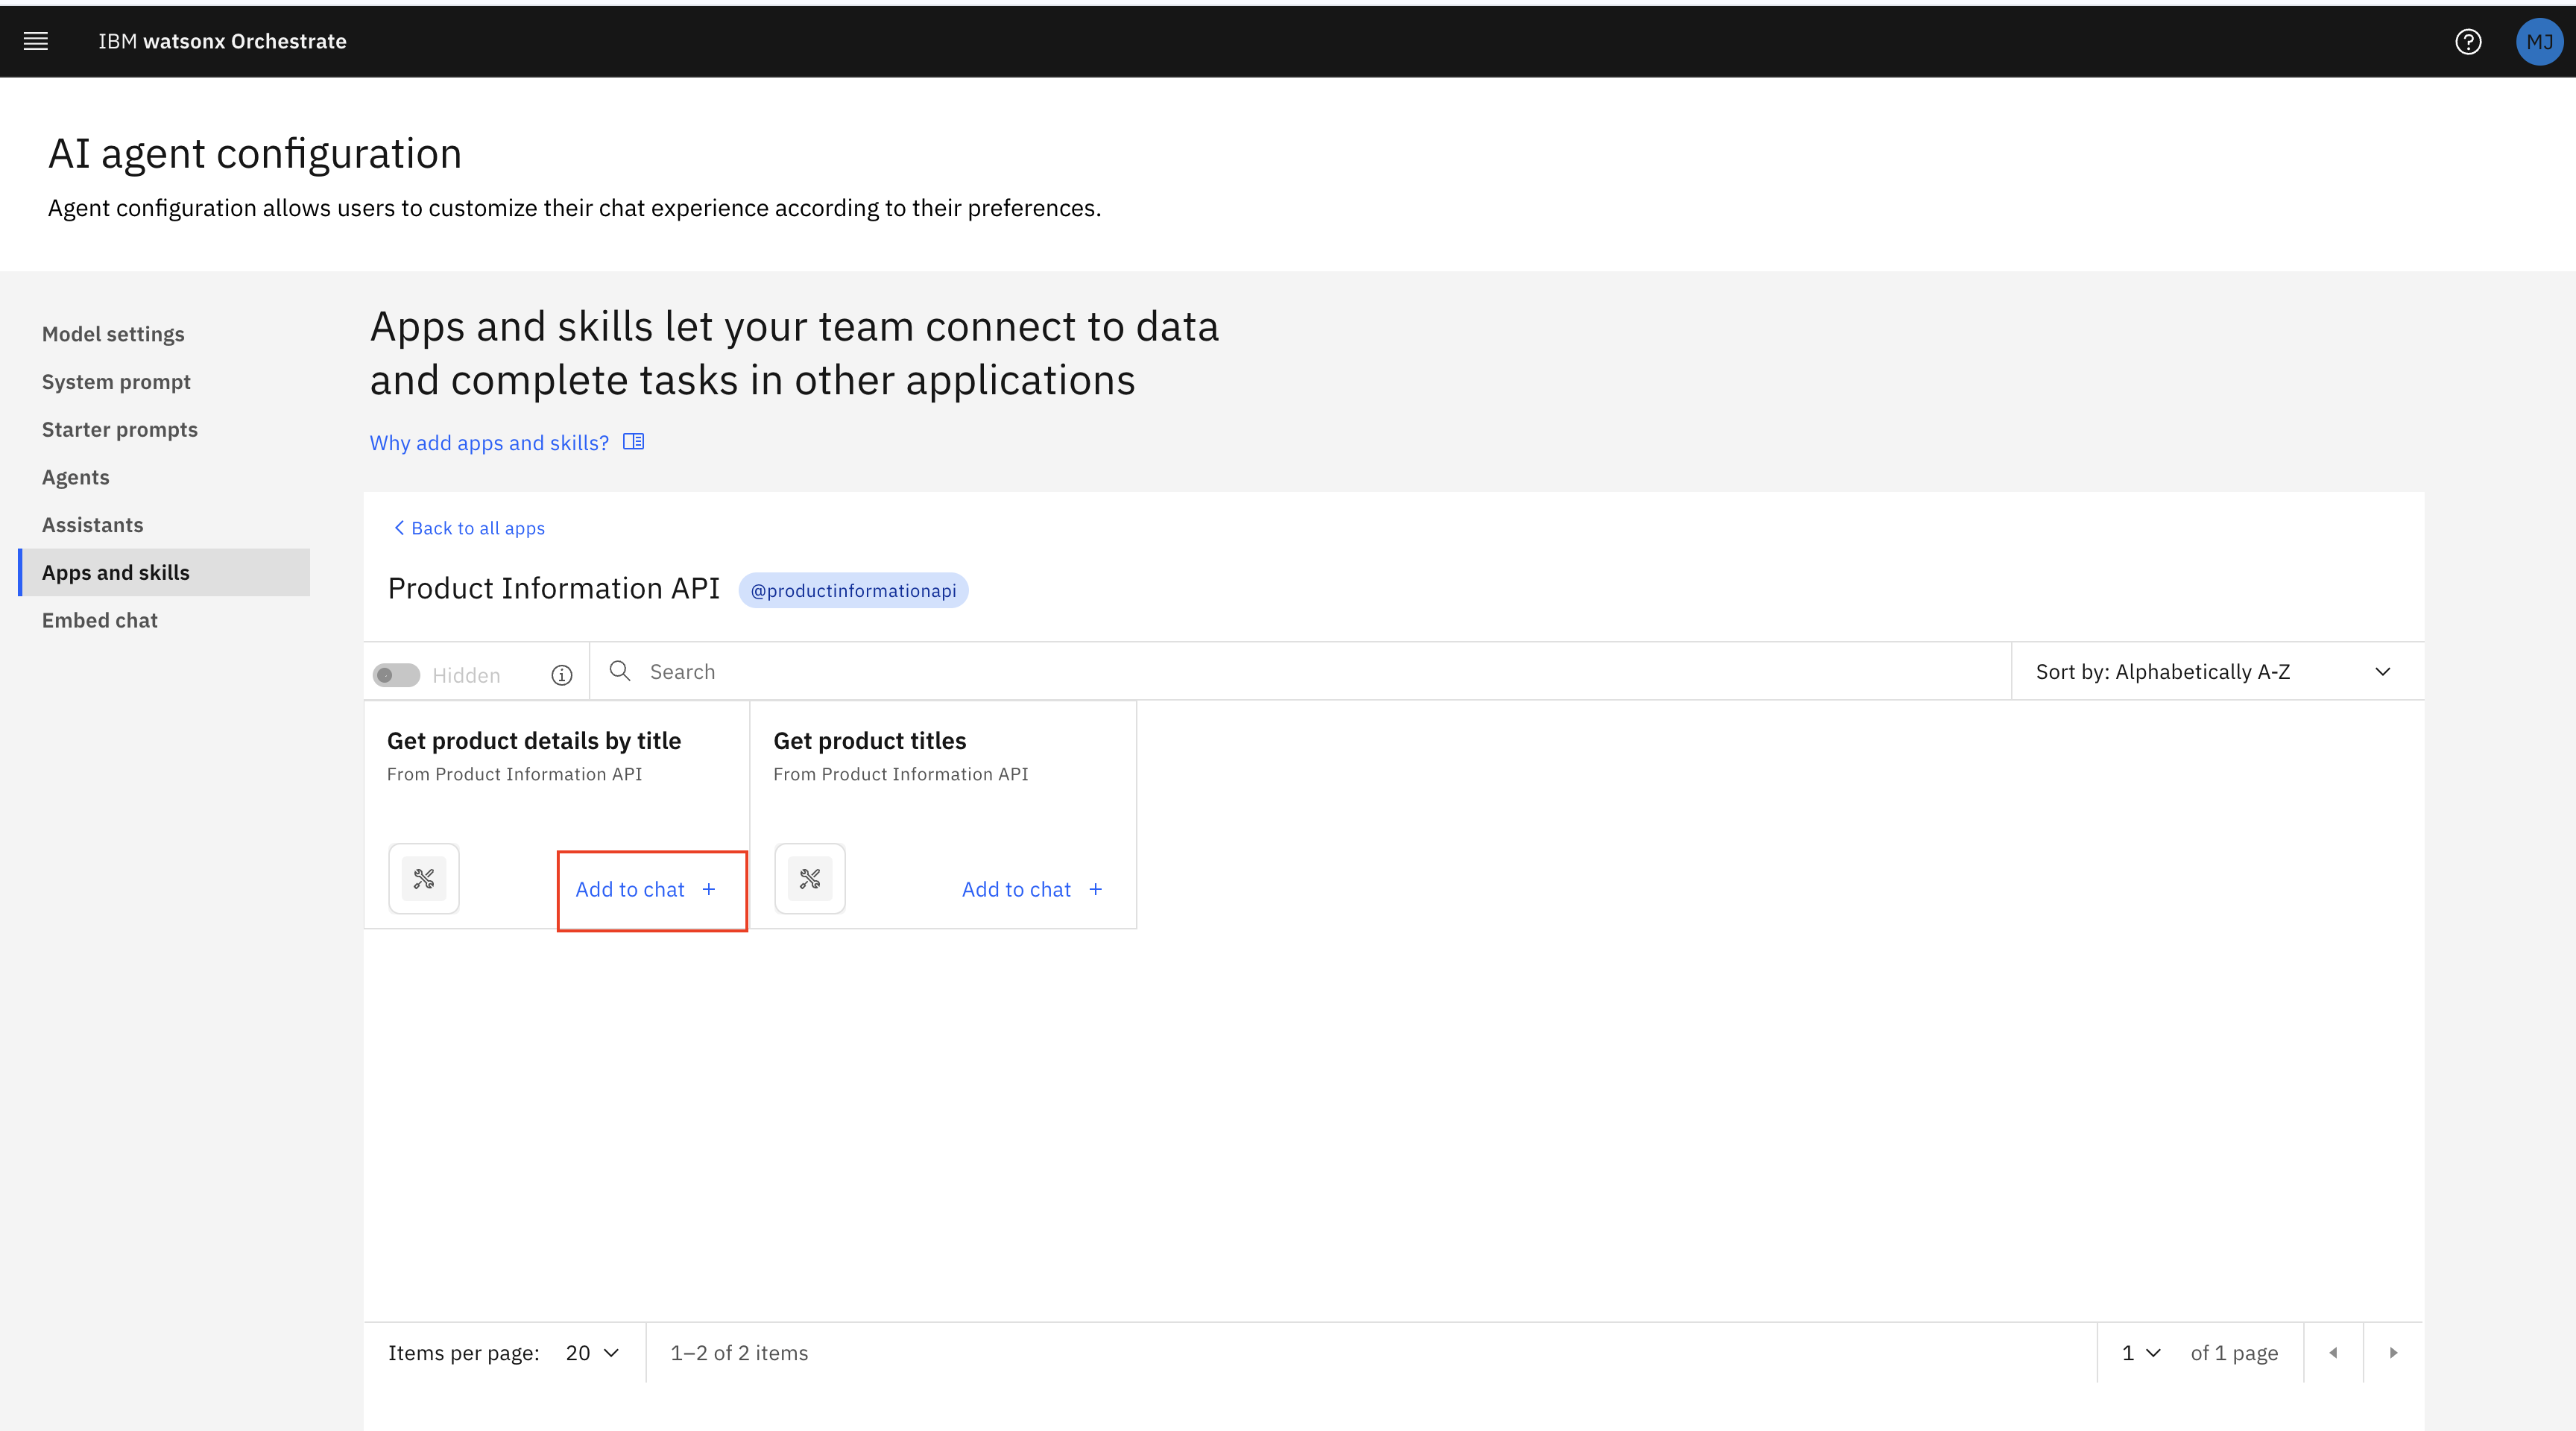 IBM watsonx Orchestrate
MJ
AI agent configuration
Agent configuration allows users to customize their chat experience according to their preferences.
Model settings
System prompt
Starter prompts
Agents
Assistants
Apps and skills
Embed chat
Apps and skills let your team connect to data
and complete tasks in other applications
Why add apps and skills?
Back to all apps
Product Information API @productinformationapi
Hidden
Search
Sort by: Alphabetically A-Z
Get product details by title
From Product Information API
Add to chat +
Get product titles
From Product Information API
Add to chat +
Items per page: 20
1–2 of 2 items
1 of 1 page